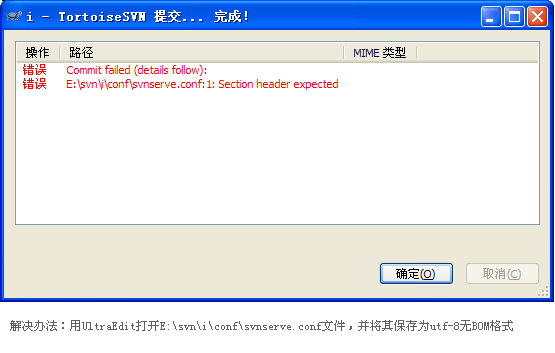 i - TortoiseSVN 提交... 完成!
操作 路径 MIME 类型
错误 Commit failed (details follow):
错误 E:\svn\i\conf\svnserve.conf:1: Section header expected
确定(O) 取消(C)
解决办法：用UltraEdit打开E:\svn\i\conf\svnserve.conf文件，并将其保存为utf-8无BOM格式